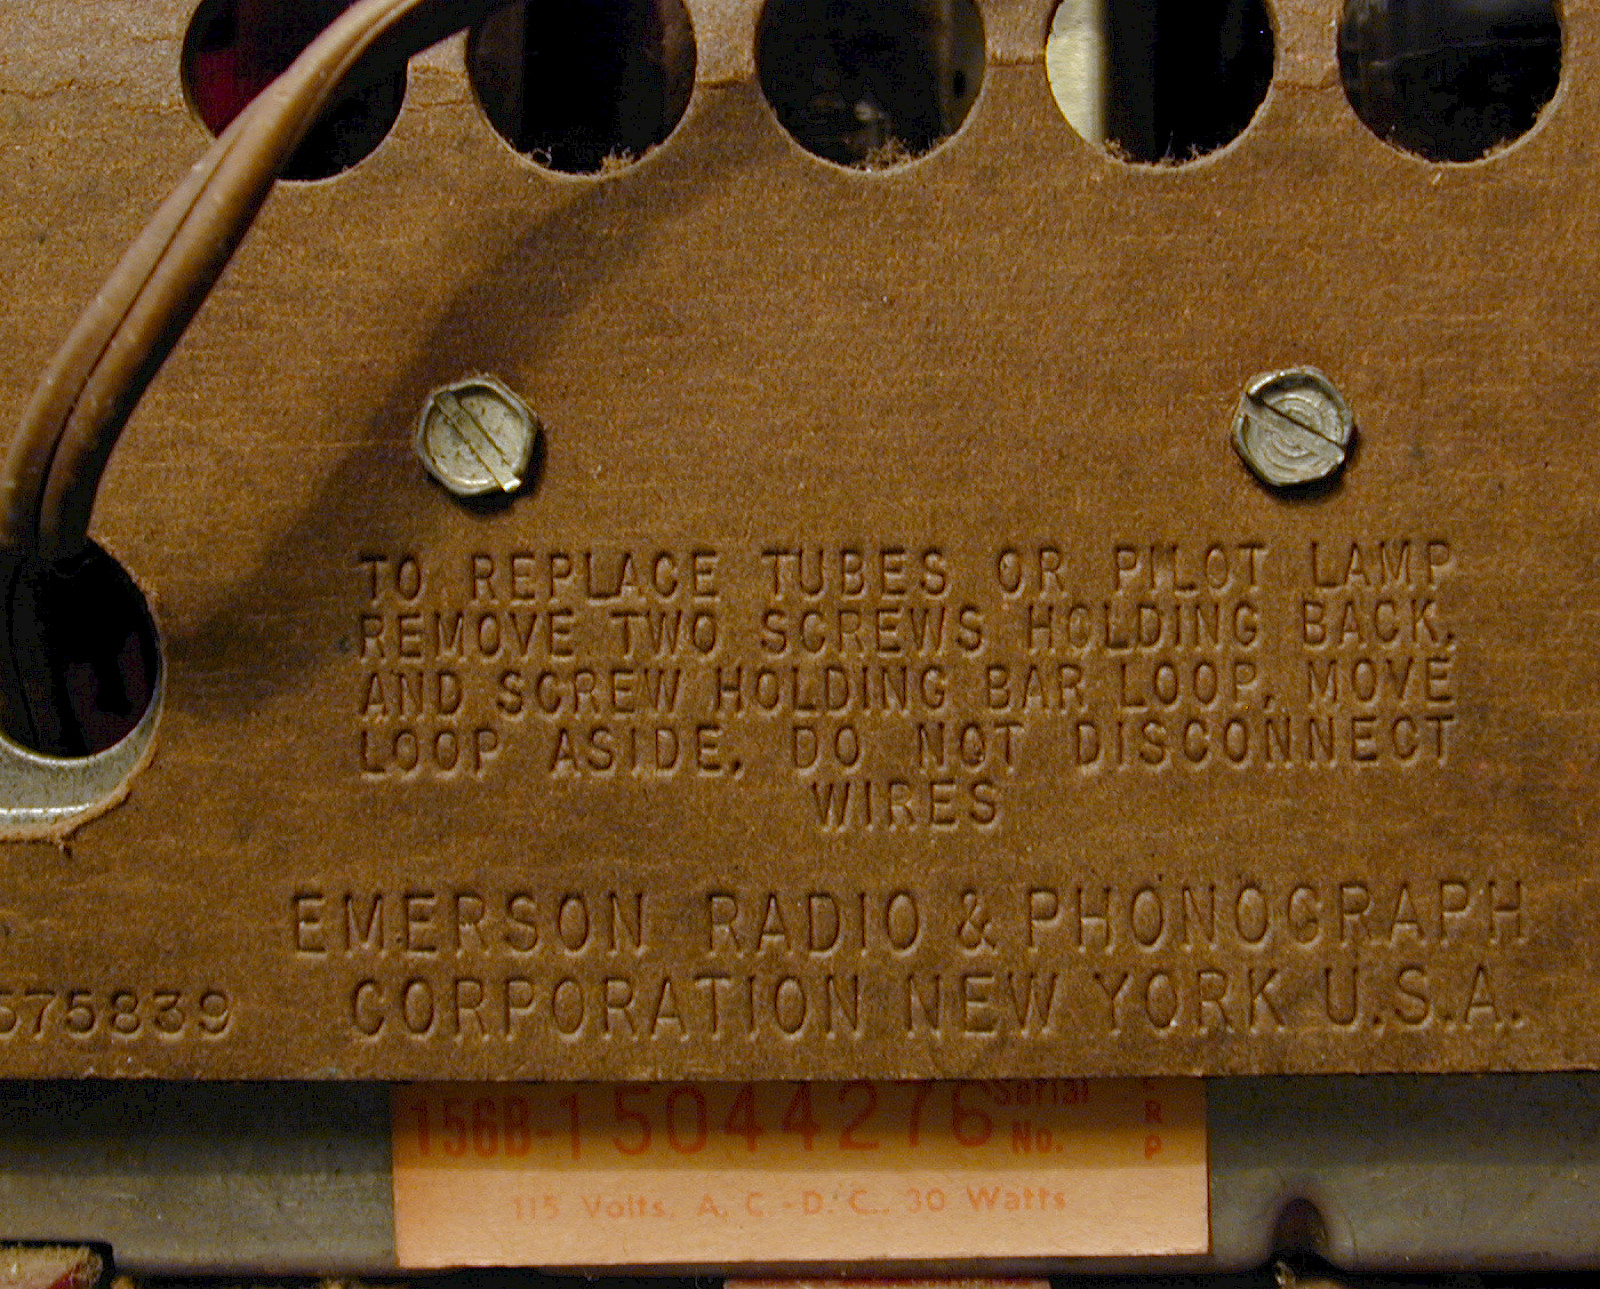 TO REPLACE TUBES OR PILOT LAMP
REMOVE TWO SCREWS HOLDING BACK,
AND SCREW HOLDING BAR LOOP, MOVE
LOOP ASIDE, DO NOT DISCONNECT
WIRES
EMERSON RADIO & PHONOGRAPH
CORPORATION NEW YORK U.S.A.
575839
156B-15044276 Serial No.
RP
115 Volts, A. C.-D. C.. 30 Watts